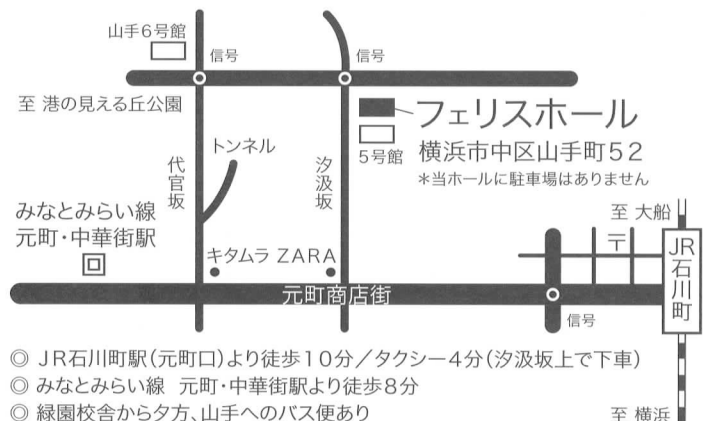 山手6号館
信号
信号
至 港の見える丘公園
フェリスホール
5号館
横浜市中区山手町52
*当ホールに駐車場はありません
トンネル
代官坂
汐汲坂
みなとみらい線
元町・中華街駅
キタムラ ZARA
至 大船
〒
JR石川町
元町商店街
信号
◎ JR石川町駅(元町口)より徒歩10分/タクシー4分(汐汲坂上で下車)
◎ みなとみらい線 元町・中華街駅より徒歩8分
◎ 緑園校舎から夕方、山手へのバス便あり
至 横浜